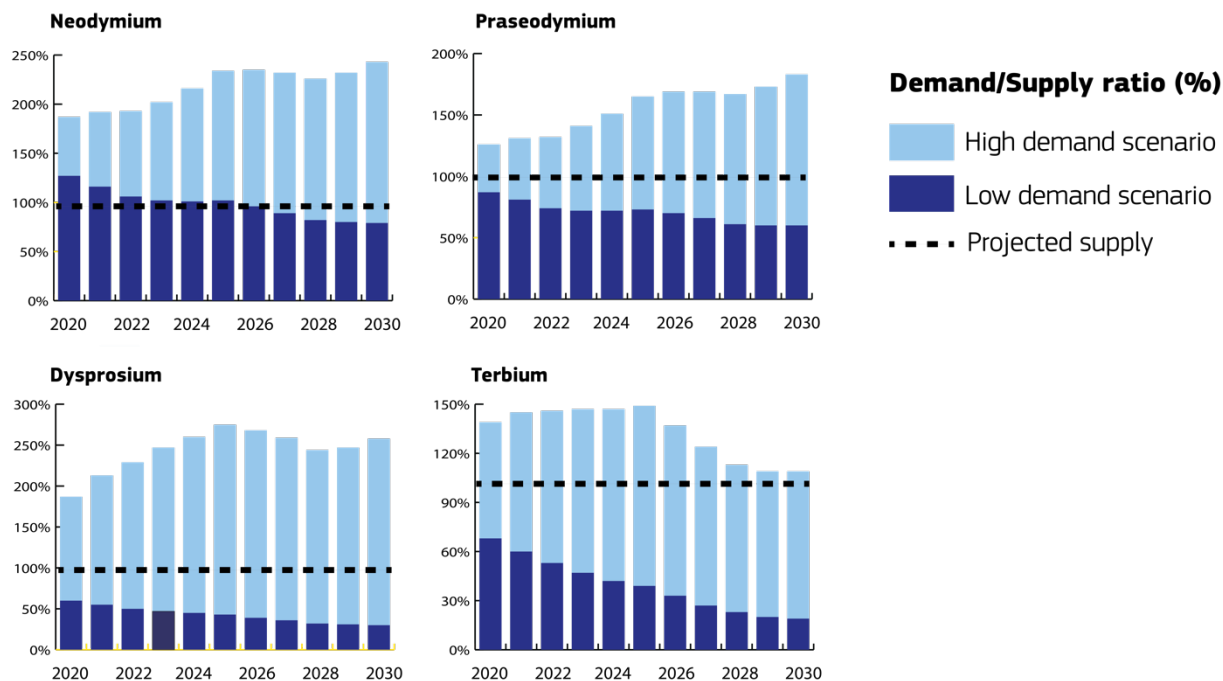 Neodymium
250%
200%
150%
100%
50%
0%
2020 2022 2024 2026 2028 2030
Praseodymium
200%
150%
100%
50%
0%
2020 2022 2024 2026 2028 2030
Demand/Supply ratio (%)
High demand scenario
Low demand scenario
Projected supply
Dysprosium
300%
250%
200%
150%
100%
50%
0%
2020 2022 2024 2026 2028 2030
Terbium
150%
120%
90%
60%
30%
0%
2020 2022 2024 2026 2028 2030